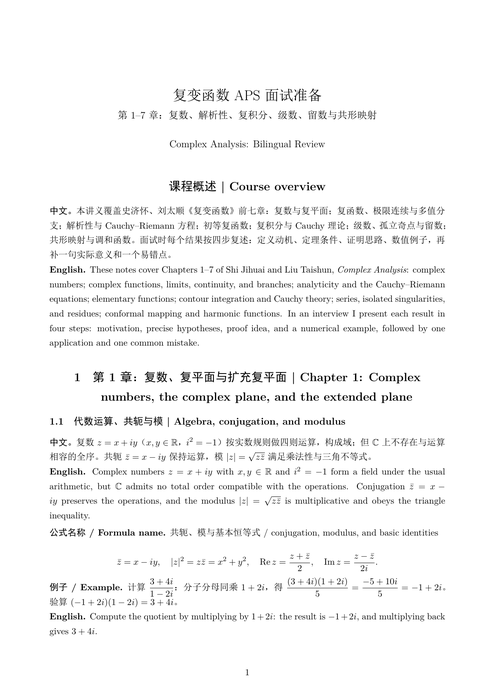 复变函数 APS 面试准备
第 1–7 章：复数、解析性、复积分、级数、留数与共形映射
Complex Analysis: Bilingual Review
课程概述 | Course overview
中文。本讲义覆盖史济怀、刘太顺《复变函数》前七章：复数与复平面；复函数、极限连续与多值分
支；解析性与 Cauchy–Riemann 方程；初等复函数；复积分与 Cauchy 理论；级数、孤立奇点与留数；
共形映射与调和函数。面试时每个结果按四步复述：定义动机、定理条件、证明思路、数值例子，再
补一句实际意义和一个易错点。
English. These notes cover Chapters 1–7 of Shi Jihuai and Liu Taishun, Complex Analysis: complex
numbers; complex functions, limits, continuity, and branches; analyticity and the Cauchy–Riemann
equations; elementary functions; contour integration and Cauchy theory; series, isolated singularities,
and residues; conformal mapping and harmonic functions. In an interview I present each result in
four steps: motivation, precise hypotheses, proof idea, and a numerical example, followed by one
application and one common mistake.
1 第 1 章：复数、复平面与扩充复平面 | Chapter 1: Complex
numbers, the complex plane, and the extended plane
1.1 代数运算、共轭与模 | Algebra, conjugation, and modulus
中文。复数 z = x + iy（x, y ∈ ℝ，i² = −1）按实数规则做四则运算，构成域；但 ℂ 上不存在与运算
相容的全序。共轭 z̄ = x − iy 保持运算，模 |z| = √(zz̄) 满足乘法性与三角不等式。
English. Complex numbers z = x + iy with x, y ∈ ℝ and i² = −1 form a field under the usual
arithmetic, but ℂ admits no total order compatible with the operations. Conjugation z̄ = x −
iy preserves the operations, and the modulus |z| = √(zz̄) is multiplicative and obeys the triangle
inequality.
公式名称 / Formula name. 共轭、模与基本恒等式 / conjugation, modulus, and basic identities
z̄ = x − iy, |z|² = zz̄ = x² + y², Re z = (z + z̄)/2, Im z = (z − z̄)/2i.
例子 / Example. 计算 (3 + 4i)/(1 − 2i)：分子分母同乘 1 + 2i，得 (3 + 4i)(1 + 2i)/5 = (−5 + 10i)/5 = −1 + 2i。
验算 (−1 + 2i)(1 − 2i) = 3 + 4i。
English. Compute the quotient by multiplying by 1 + 2i: the result is −1 + 2i, and multiplying back
gives 3 + 4i.
1